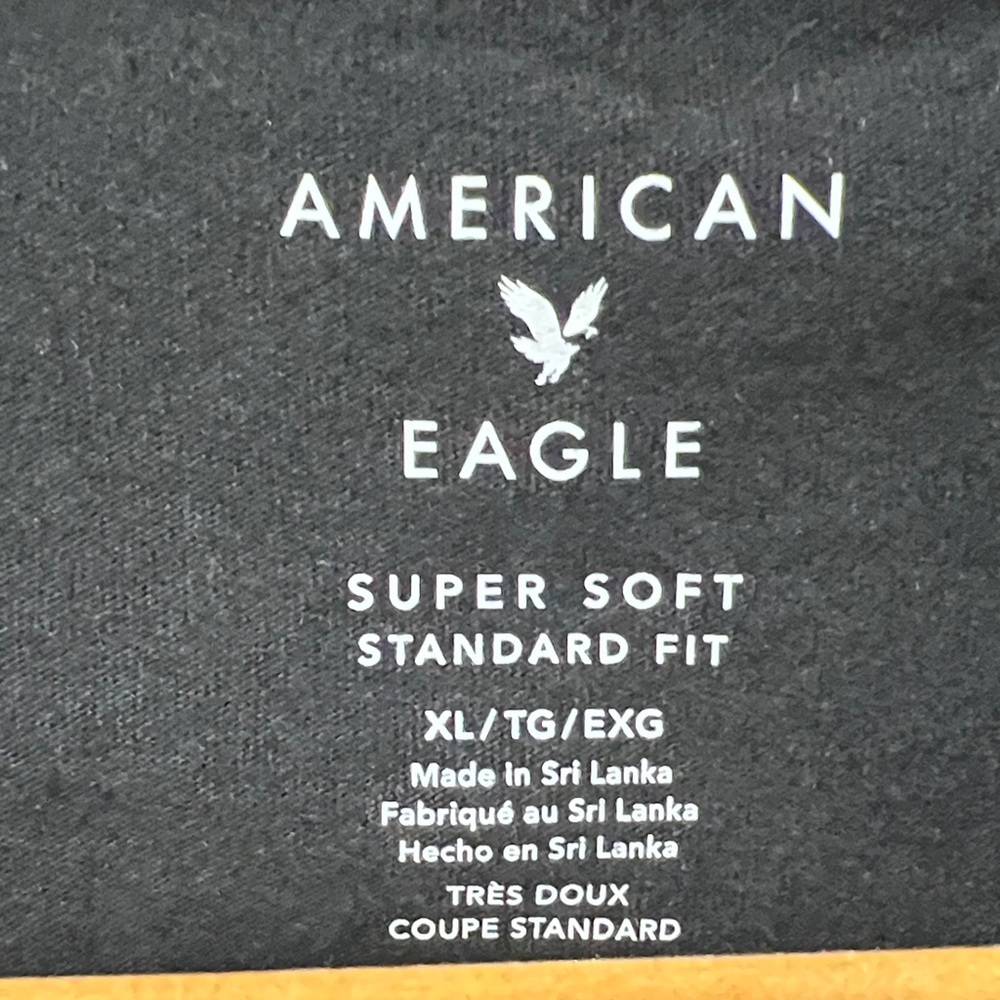 AMERICAN
EAGLE
SUPER SOFT
STANDARD FIT
XL/TG/EXG
Made in Sri Lanka
Fabriqué au Sri Lanka
Hecho en Sri Lanka
TRÈS DOUX
COUPE STANDARD